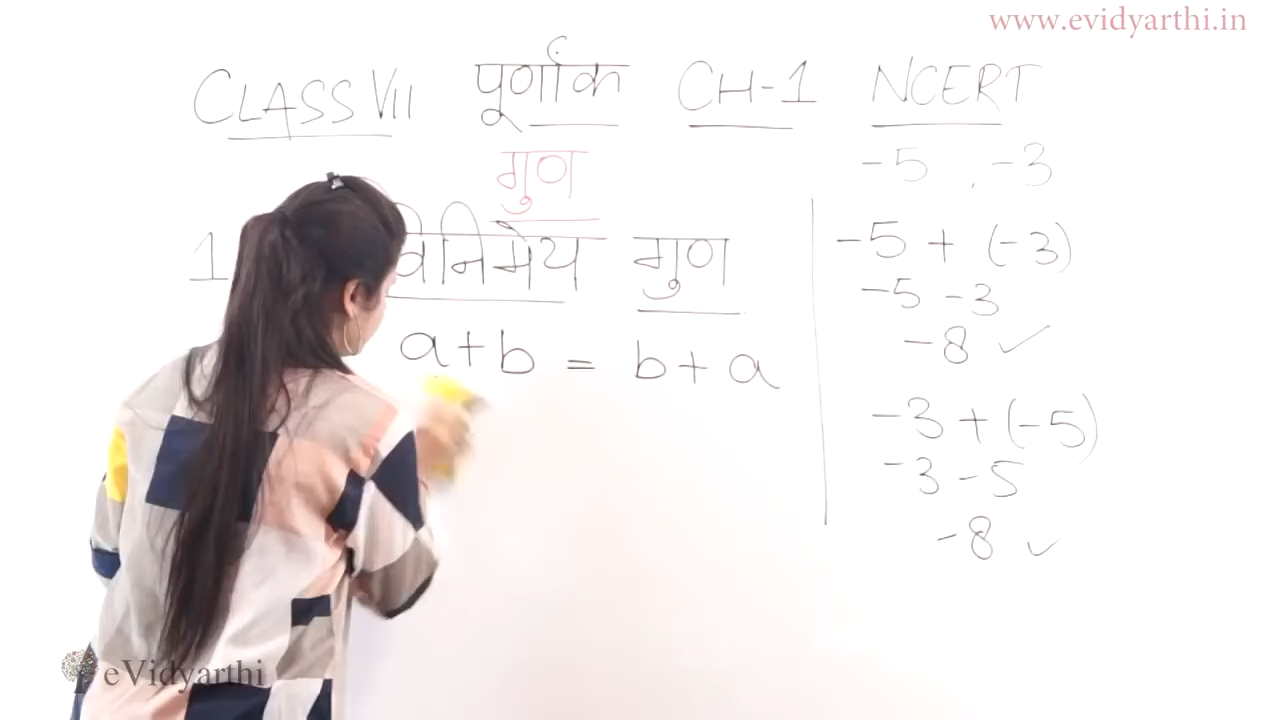 www.evidyarthi.in
CLASS VII पूर्णांक CH-1 NCERT
गुण
-5 , -3
1 विनिमेय गुण
-5 + (-3)
-5 -3
-8 ✓
a+b = b+a
-3 + (-5)
-3 -5
-8 ✓
eVidyarthi